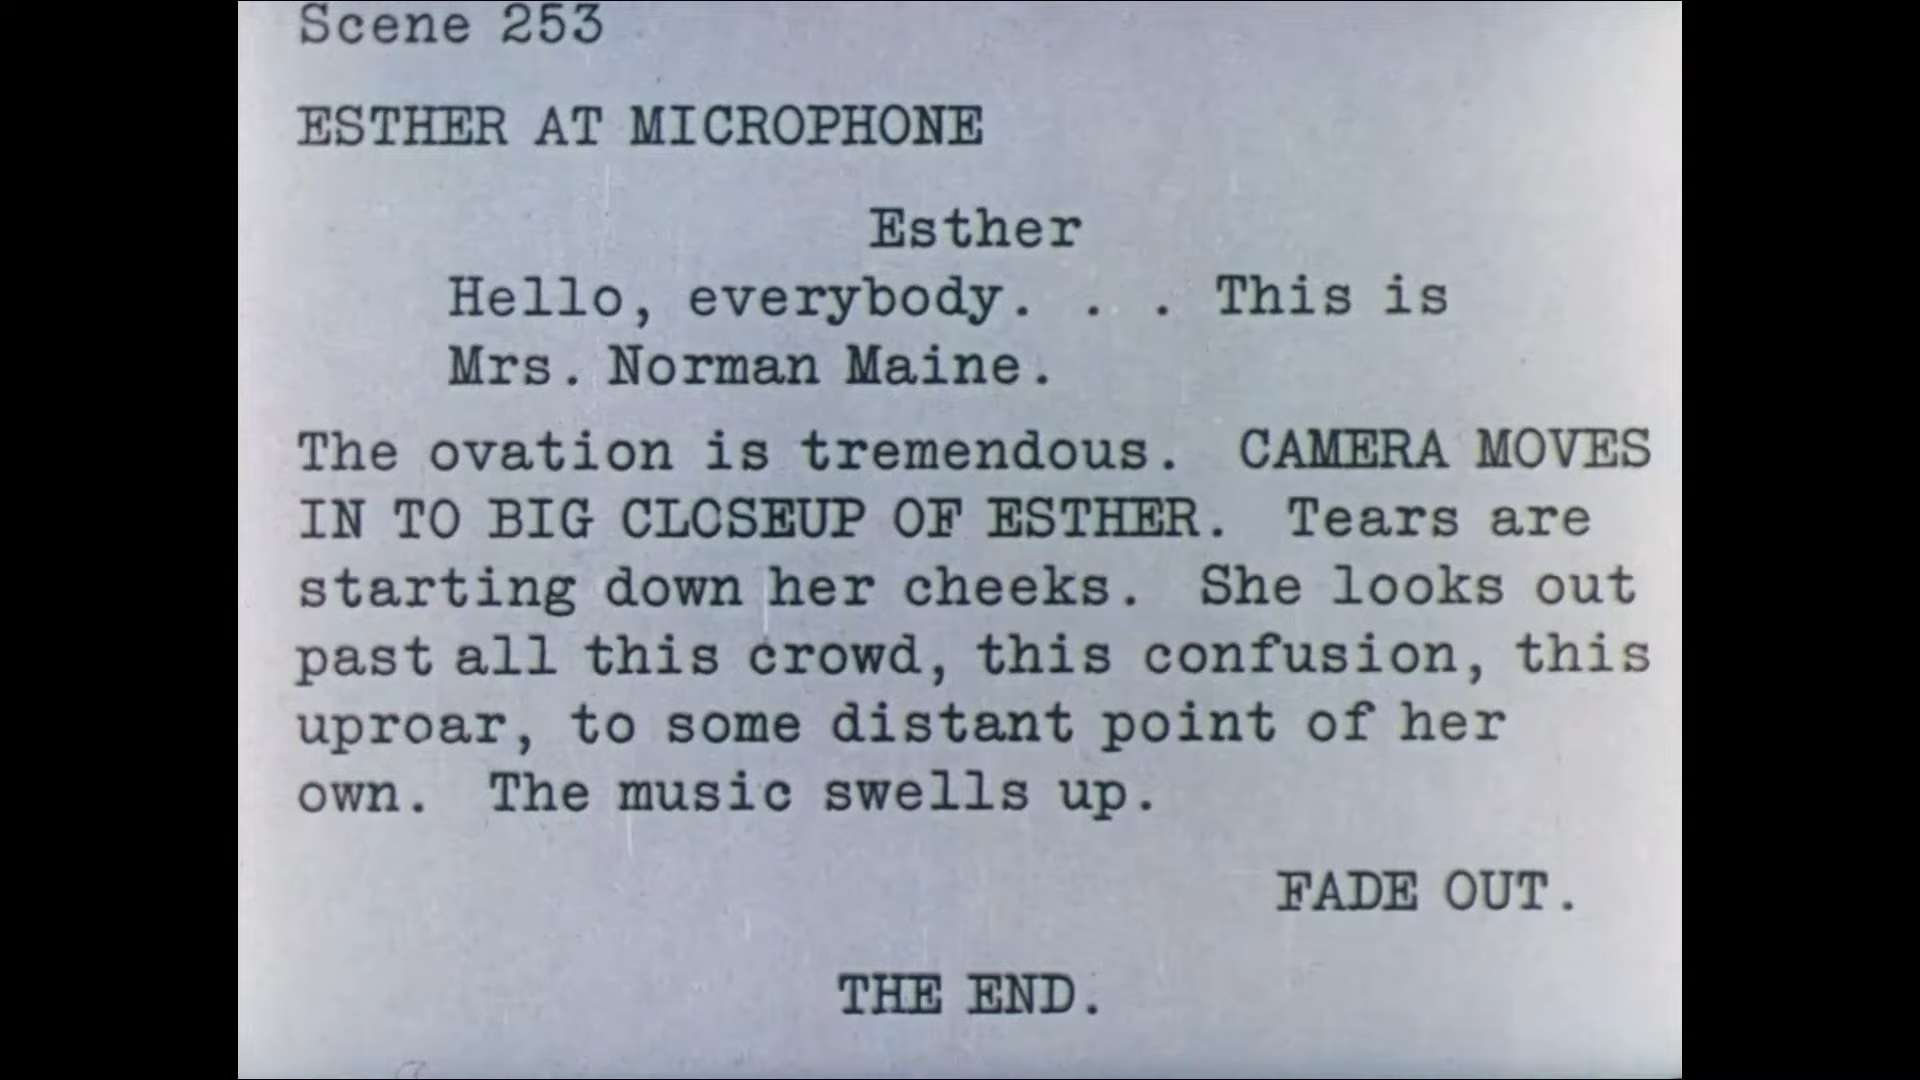 Scene 253
ESTHER AT MICROPHONE
Esther
Hello, everybody. . . This is
Mrs. Norman Maine.
The ovation is tremendous. CAMERA MOVES
IN TO BIG CLOSEUP OF ESTHER. Tears are
starting down her cheeks. She looks out
past all this crowd, this confusion, this
uproar, to some distant point of her
own. The music swells up.
FADE OUT.
THE END.